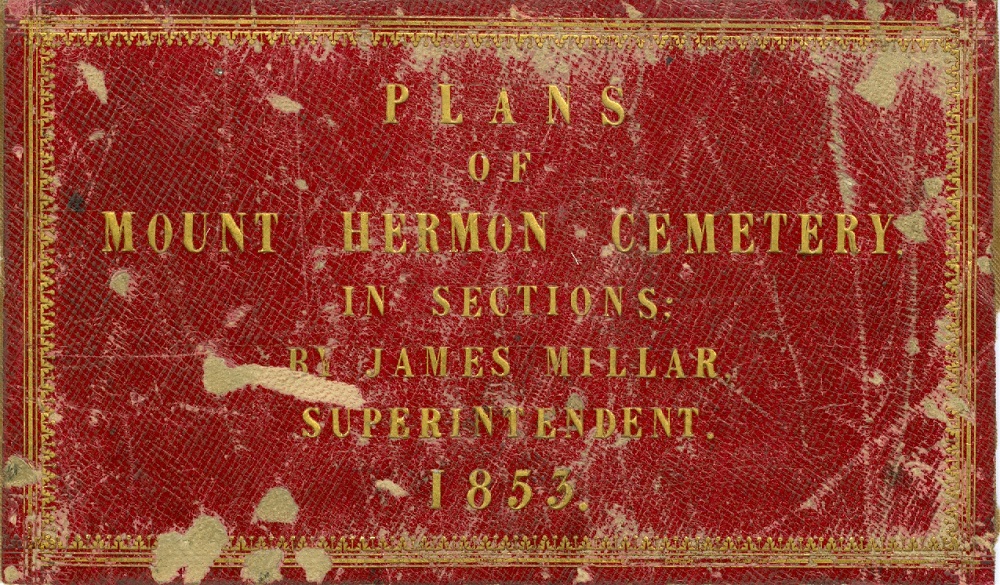 PLANS
OF
MOUNT HERMON CEMETERY.
IN SECTIONS;
BY JAMES MILLAR,
SUPERINTENDENT.
1853.